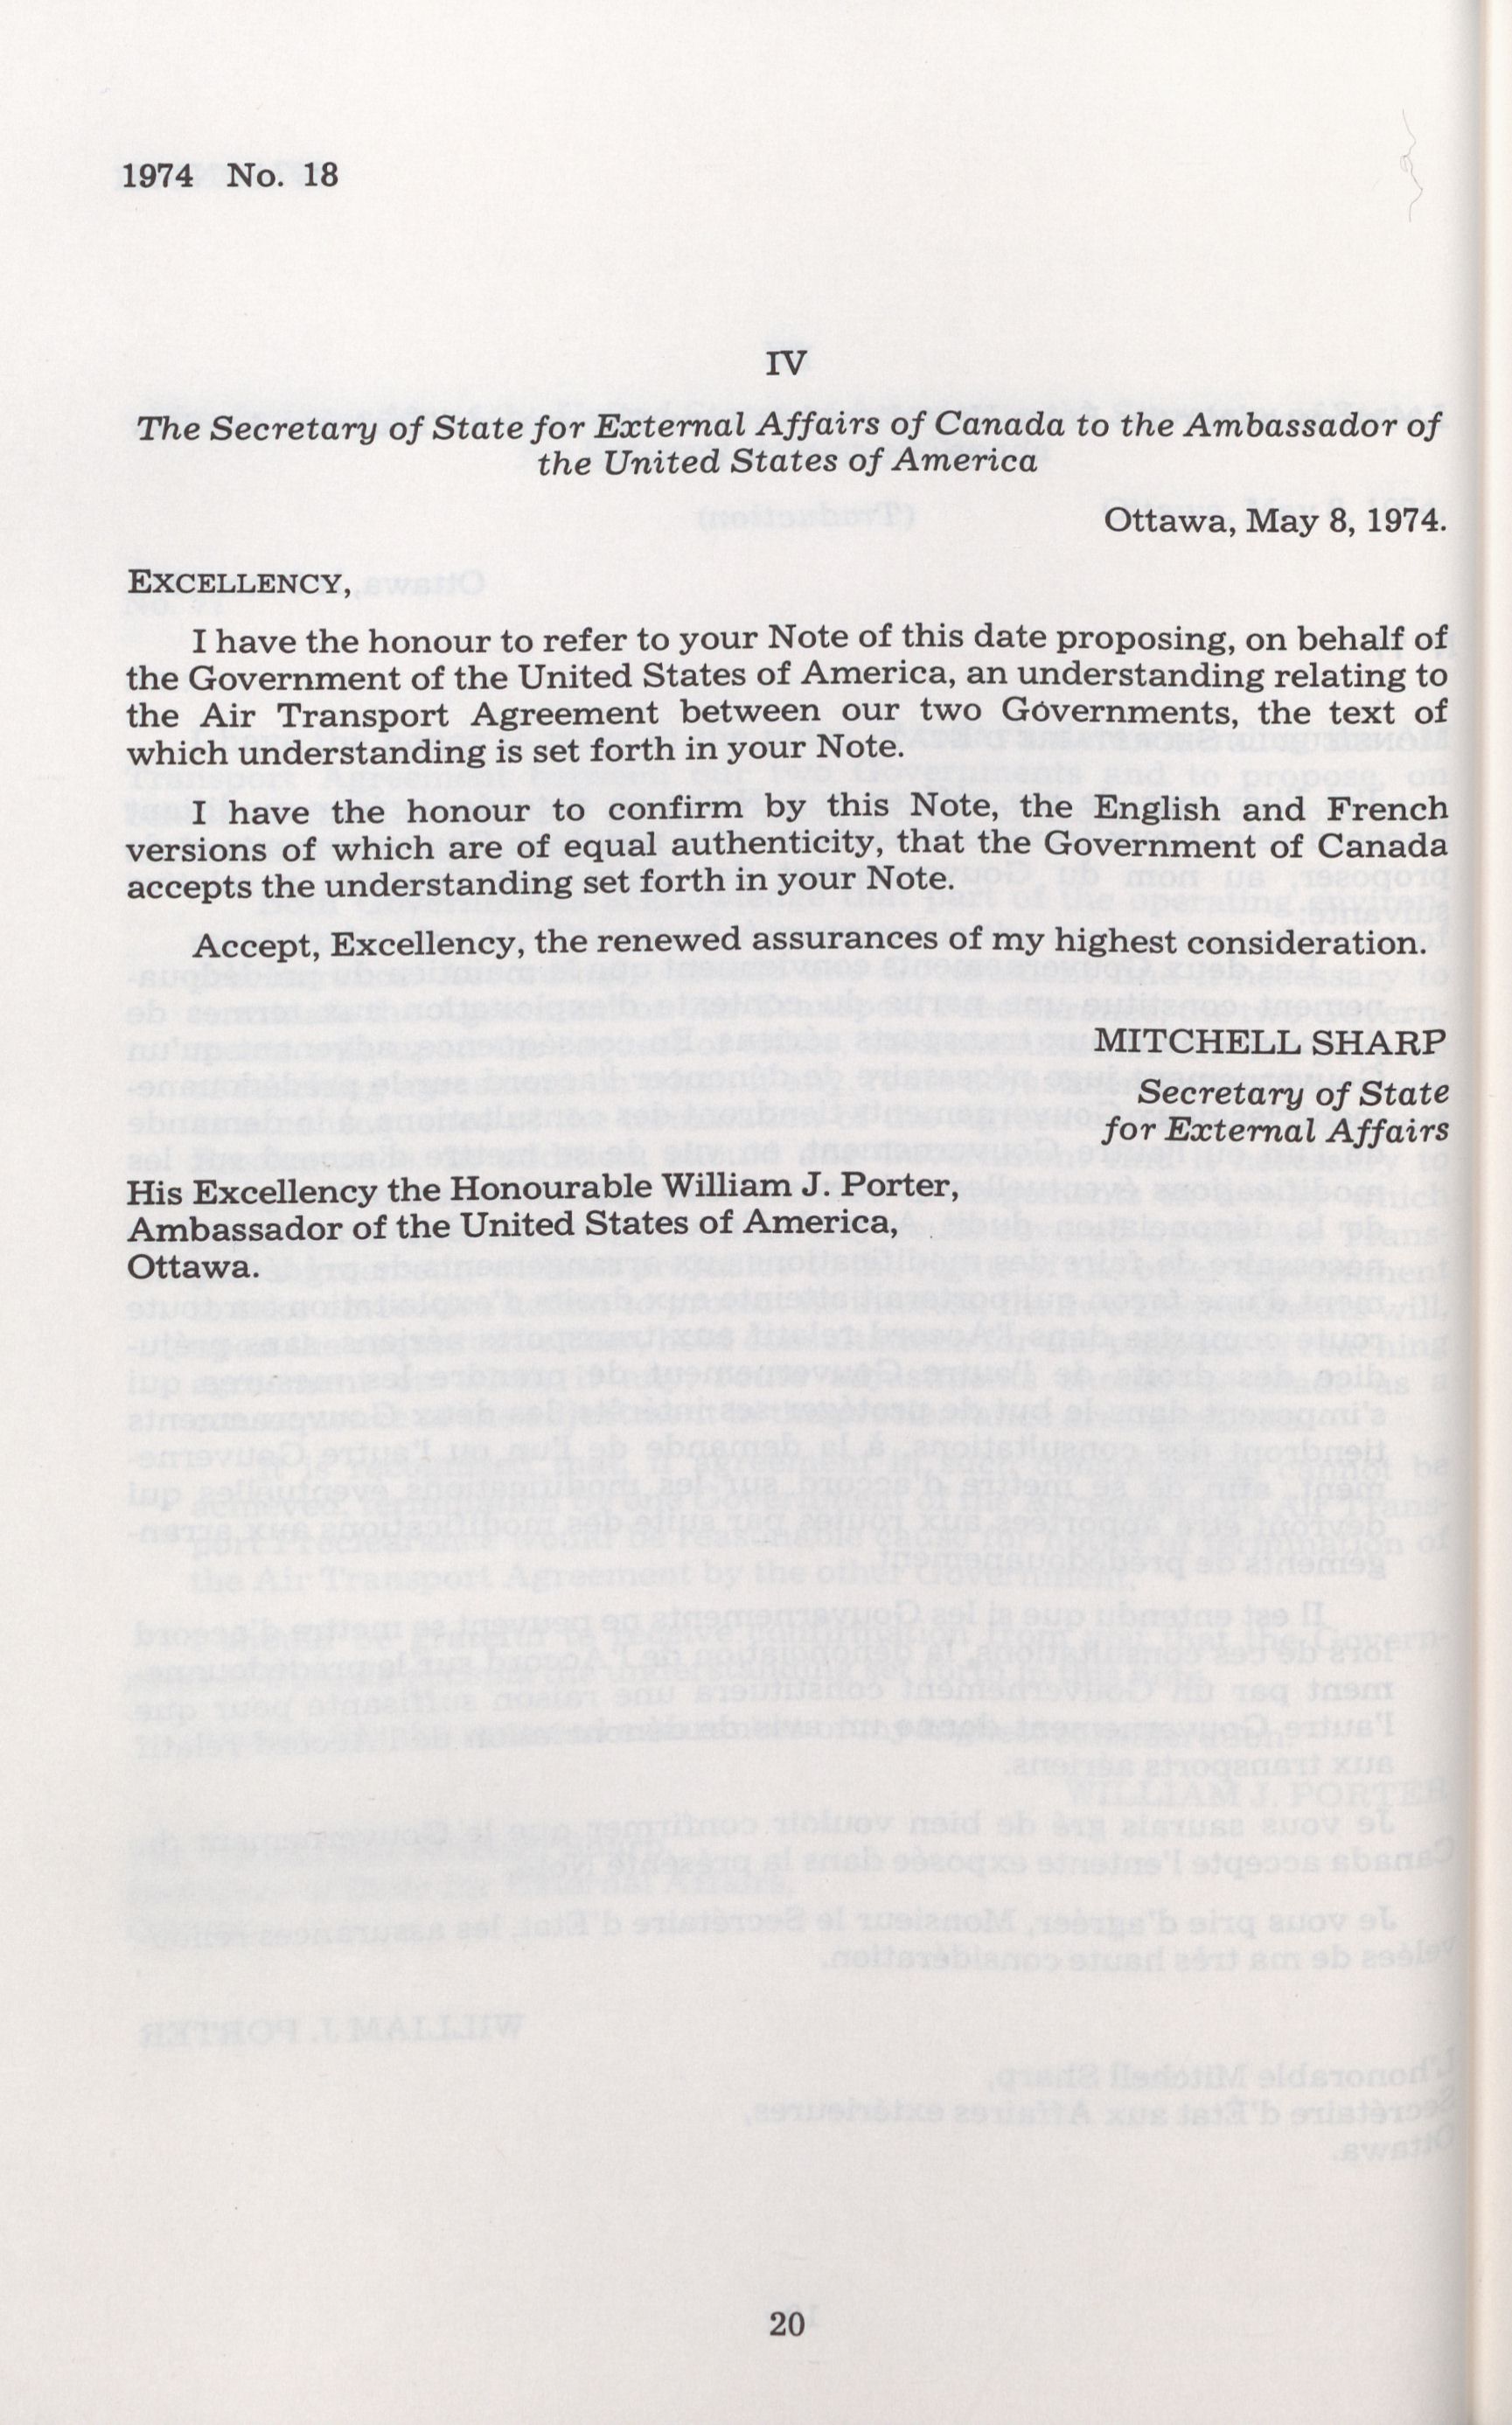 1974 No. 18
IV
The Secretary of State for External Affairs of Canada to the Ambassador of
the United States of America
Ottawa, May 8, 1974.
EXCELLENCY,
I have the honour to refer to your Note of this date proposing, on behalf of
the Government of the United States of America, an understanding relating to
the Air Transport Agreement between our two Governments, the text of
which understanding is set forth in your Note.
I have the honour to confirm by this Note, the English and French
versions of which are of equal authenticity, that the Government of Canada
accepts the understanding set forth in your Note.
Accept, Excellency, the renewed assurances of my highest consideration.
MITCHELL SHARP
Secretary of State
for External Affairs
His Excellency the Honourable William J. Porter,
Ambassador of the United States of America,
Ottawa.
20